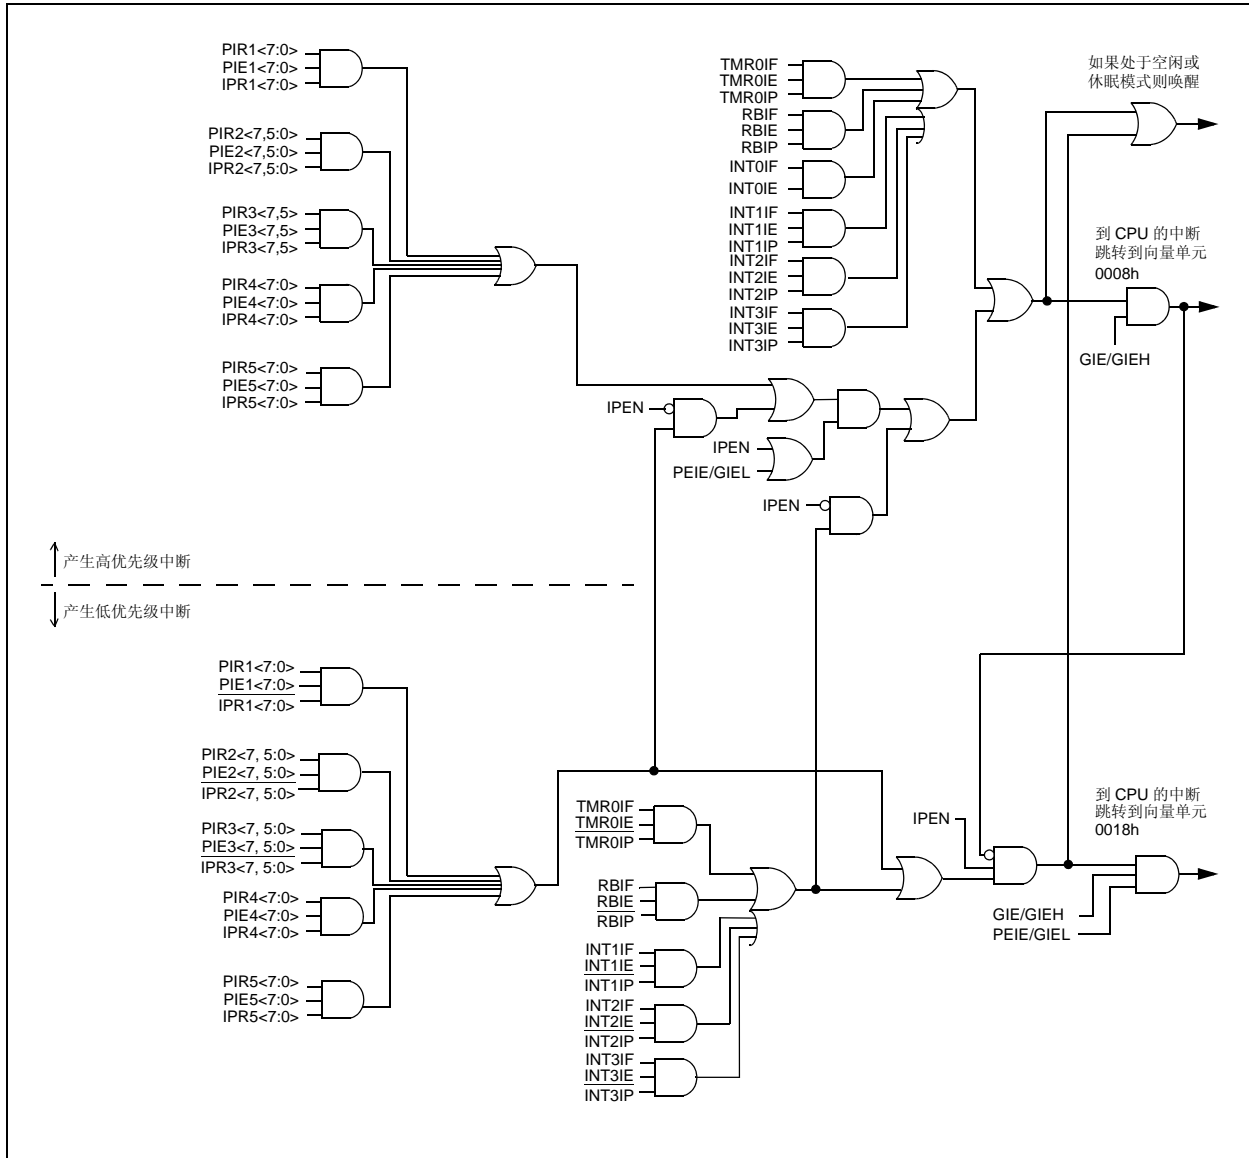 PIR1<7:0>
PIE1<7:0>
IPR1<7:0>
PIR2<7,5:0>
PIE2<7,5:0>
IPR2<7,5:0>
PIR3<7,5>
PIE3<7,5>
IPR3<7,5>
PIR4<7:0>
PIE4<7:0>
IPR4<7:0>
PIR5<7:0>
PIE5<7:0>
IPR5<7:0>
TMR0IF
TMR0IE
TMR0IP
RBIF
RBIE
RBIP
INT0IF
INT0IE
INT1IF
INT1IE
INT1IP
INT2IF
INT2IE
INT2IP
INT3IF
INT3IE
INT3IP
如果处于空闲或
休眠模式则唤醒
到 CPU 的中断
跳转到向量单元
0008h
GIE/GIEH
IPEN
IPEN
PEIE/GIEL
IPEN
产生高优先级中断
产生低优先级中断
PIR1<7:0>
PIE1<7:0>
IPR1<7:0>
PIR2<7, 5:0>
PIE2<7, 5:0>
IPR2<7, 5:0>
PIR3<7, 5:0>
PIE3<7, 5:0>
IPR3<7, 5:0>
PIR4<7:0>
PIE4<7:0>
IPR4<7:0>
PIR5<7:0>
PIE5<7:0>
IPR5<7:0>
TMR0IF
TMR0IE
TMR0IP
RBIF
RBIE
RBIP
INT1IF
INT1IE
INT1IP
INT2IF
INT2IE
INT2IP
INT3IF
INT3IE
INT3IP
IPEN
到 CPU 的中断
跳转到向量单元
0018h
GIE/GIEH
PEIE/GIEL